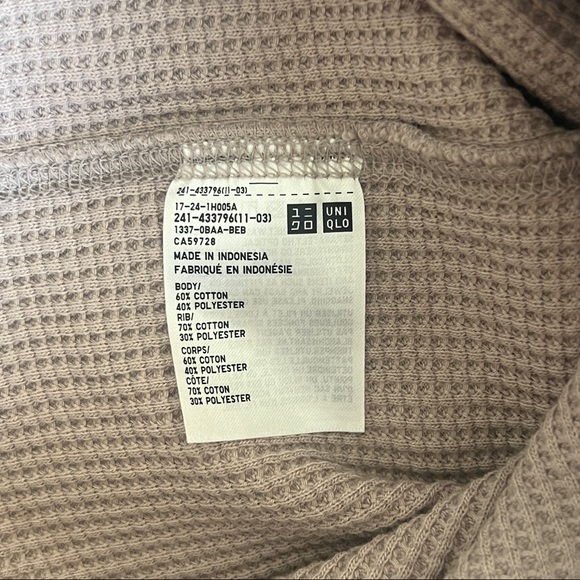 241-433796(11-03)
17-24-1H005A
241-433796(11-03)
1337-0BAA-BEB
CA59728
ユニ
クロ
UNI
QLO
MADE IN INDONESIA
FABRIQUÉ EN INDONÉSIE
BODY/
60% COTTON
40% POLYESTER
RIB/
70% COTTON
30% POLYESTER
CORPS/
60% COTON
40% POLYESTER
CÔTE/
70% COTON
30% POLYESTER